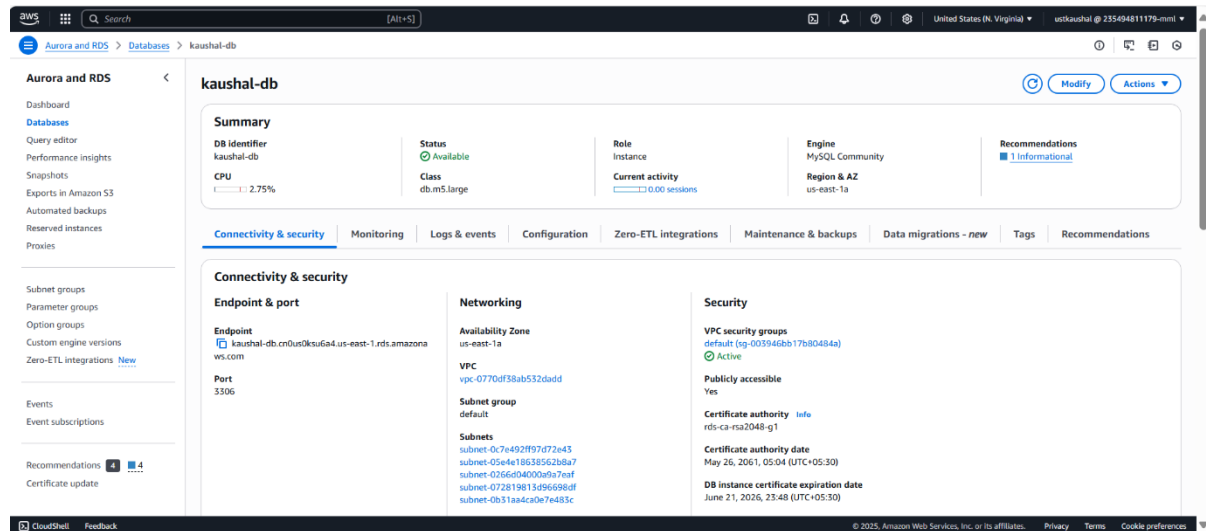 aws
Search [Alt+S] United States (N. Virginia) ▼ ustkaushal @ 235494811179-mml ▼
Aurora and RDS > Databases > kaushal-db
Aurora and RDS
Dashboard
Databases
Query editor
Performance insights
Snapshots
Exports in Amazon S3
Automated backups
Reserved instances
Proxies
Subnet groups
Parameter groups
Option groups
Custom engine versions
Zero-ETL integrations New
Events
Event subscriptions
Recommendations 4 4
Certificate update
kaushal-db
Modify
Actions ▼
Summary
DB identifier
kaushal-db
Status
Available
Role
Instance
Engine
MySQL Community
Recommendations
1 Informational
CPU
2.75%
Class
db.m5.large
Current activity
0.00 sessions
Region & AZ
us-east-1a
Connectivity & security Monitoring Logs & events Configuration Zero-ETL integrations Maintenance & backups Data migrations - new Tags Recommendations
Connectivity & security
Endpoint & port
Endpoint
kaushal-db.cn0us0ksu6a4.us-east-1.rds.amazona
ws.com
Port
3306
Networking
Availability Zone
us-east-1a
VPC
vpc-0770df38ab532dadd
Subnet group
default
Subnets
subnet-0c7e492ff97d72e43
subnet-05e4e18638562b8a7
subnet-0266d04000a9a7eaf
subnet-072819813d96698df
subnet-0b31aa4ca0e7e483c
Security
VPC security groups
default (sg-003946bb17b80484a)
Active
Publicly accessible
Yes
Certificate authority Info
rds-ca-rsa2048-g1
Certificate authority date
May 26, 2061, 05:04 (UTC+05:30)
DB instance certificate expiration date
June 21, 2026, 23:48 (UTC+05:30)
CloudShell Feedback © 2025, Amazon Web Services, Inc. or its affiliates. Privacy Terms Cookie preferences